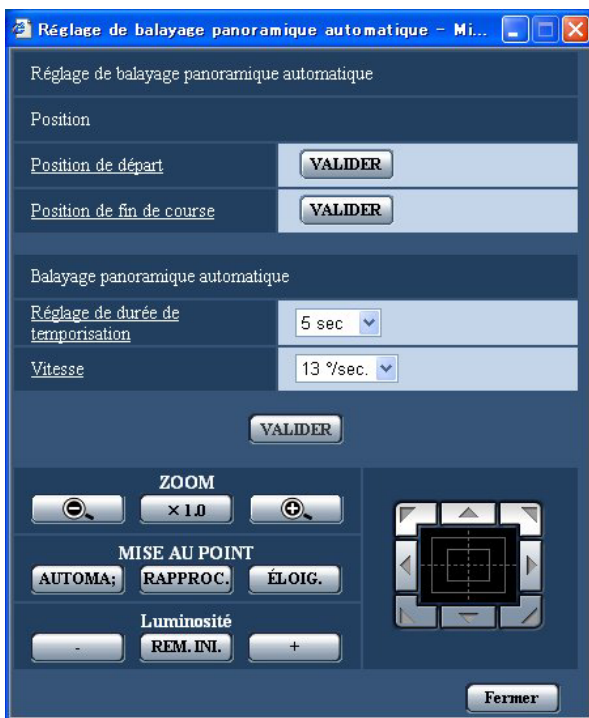 Réglage de balayage panoramique automatique - Mi...
Réglage de balayage panoramique automatique
Position
Position de départ VALIDER
Position de fin de course VALIDER
Balayage panoramique automatique
Réglage de durée de
temporisation
5 sec
Vitesse 13 °/sec.
VALIDER
ZOOM
×1.0
MISE AU POINT
AUTOMA; RAPPROC. ÉLOIG.
Luminosité
- REM. INI. +
Fermer